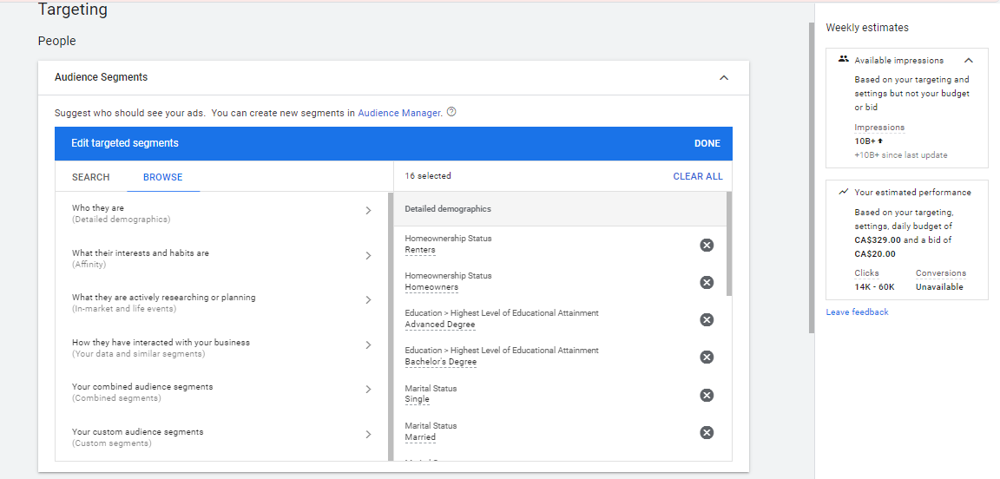 Targeting
People
Audience Segments
Suggest who should see your ads. You can create new segments in Audience Manager.
Edit targeted segments
DONE
SEARCH
BROWSE
Who they are
(Detailed demographics)
What their interests and habits are
(Affinity)
What they are actively researching or planning
(In-market and life events)
How they have interacted with your business
(Your data and similar segments)
Your combined audience segments
(Combined segments)
Your custom audience segments
(Custom segments)
16 selected
CLEAR ALL
Detailed demographics
Homeownership Status
Renters
Homeownership Status
Homeowners
Education > Highest Level of Educational Attainment
Advanced Degree
Education > Highest Level of Educational Attainment
Bachelor's Degree
Marital Status
Single
Marital Status
Married
Weekly estimates
Available impressions
Based on your targeting and
settings but not your budget
or bid
Impressions
10B+
+10B+ since last update
Your estimated performance
Based on your targeting,
settings, daily budget of
CA$329.00 and a bid of
CA$20.00
Clicks
Conversions
14K - 60K
Unavailable
Leave feedback